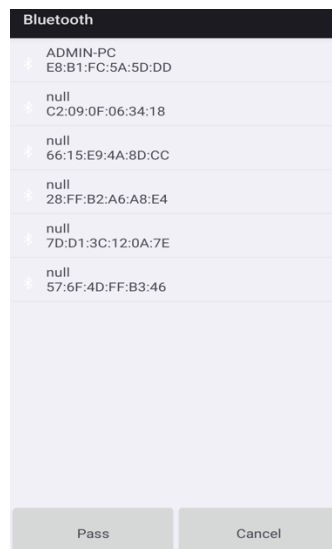 Bluetooth
ADMIN-PC
E8:B1:FC:5A:5D:DD
null
C2:09:0F:06:34:18
null
66:15:E9:4A:8D:CC
null
28:FF:B2:A6:A8:E4
null
7D:D1:3C:12:0A:7E
null
57:6F:4D:FF:B3:46
Pass
Cancel